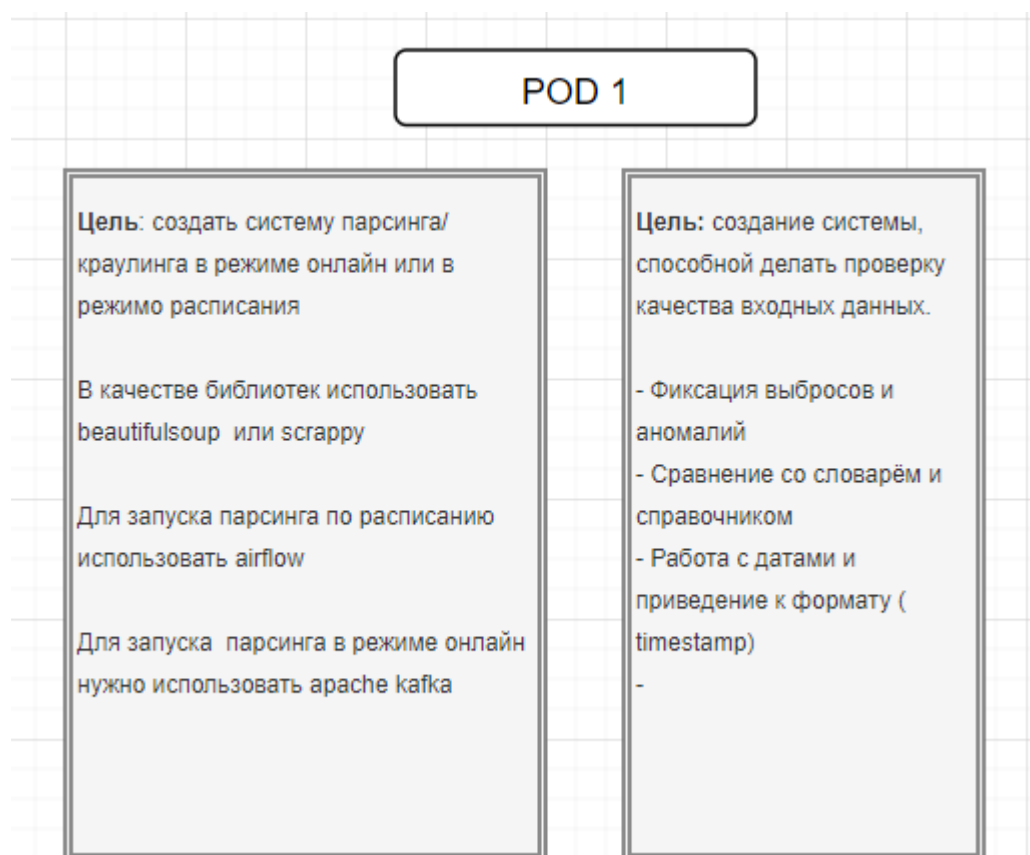 POD 1
Цель: создать систему парсинга/
краулинга в режиме онлайн или в
режимо расписания
В качестве библиотек использовать
beautifulsoup или scrappy
Для запуска парсинга по расписанию
использовать airflow
Для запуска парсинга в режиме онлайн
нужно использовать apache kafka
Цель: создание системы,
способной делать проверку
качества входных данных.
- Фиксация выбросов и
аномалий
- Сравнение со словарём и
справочником
- Работа с датами и
приведение к формату (
timestamp)
-